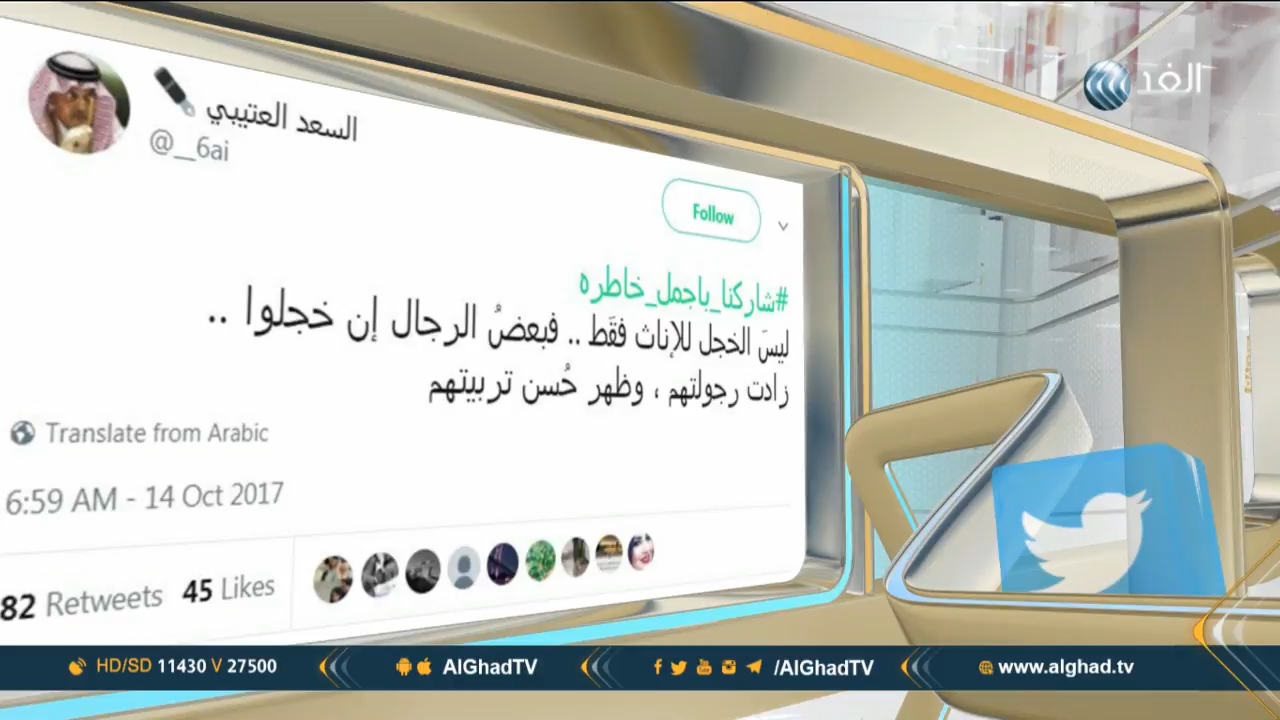 الغد
السعد العتيبي
@__6ai
Follow
#شاركنا_باجمل_خاطره
ليسَ الخجل للإناث فقَط .. فبعضُ الرجال إن خجلوا ..
زادت رجولتهم ، وظهر حُسن تربيتهم
Translate from Arabic
6:59 AM - 14 Oct 2017
82 Retweets 45 Likes
HD/SD 11430 V 27500
AlGhadTV
/AlGhadTV
www.alghad.tv